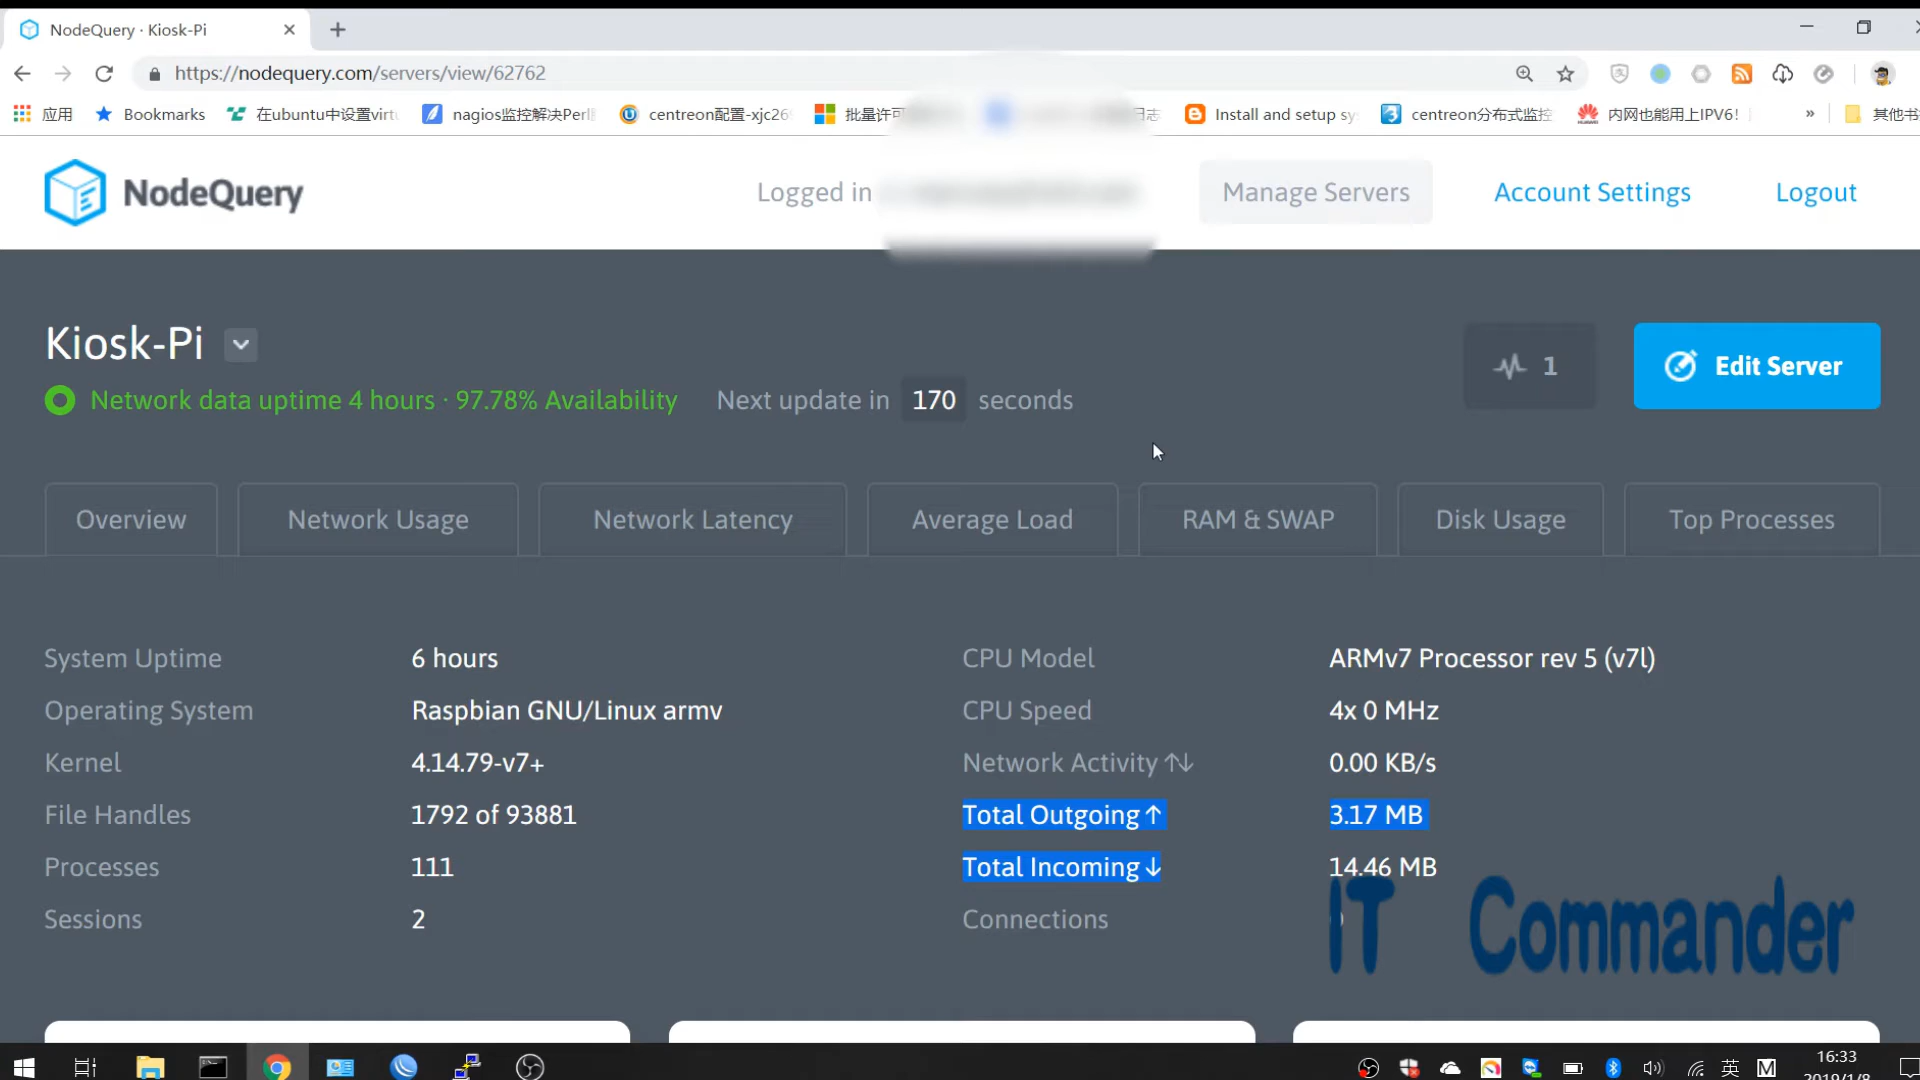 NodeQuery · Kiosk-Pi
https://nodequery.com/servers/view/62762
应用
Bookmarks
在ubuntu中设置virt
nagios监控解决Perl
centreon配置-xjc26
批量许可
日志
Install and setup sy
centreon分布式监控
内网也能用上IPV6!
»
其他书
NodeQuery
Logged in
Manage Servers
Account Settings
Logout
Kiosk-Pi
1
Edit Server
Network data uptime 4 hours · 97.78% Availability
Next update in 170 seconds
Overview
Network Usage
Network Latency
Average Load
RAM & SWAP
Disk Usage
Top Processes
System Uptime 6 hours
CPU Model ARMv7 Processor rev 5 (v7l)
Operating System Raspbian GNU/Linux armv
CPU Speed 4x 0 MHz
Kernel 4.14.79-v7+
Network Activity ↑↓ 0.00 KB/s
File Handles 1792 of 93881
Total Outgoing ↑ 3.17 MB
Processes 111
Total Incoming ↓ 14.46 MB
Sessions 2
Connections
IT Commander
英
M
16:33
2019/1/8